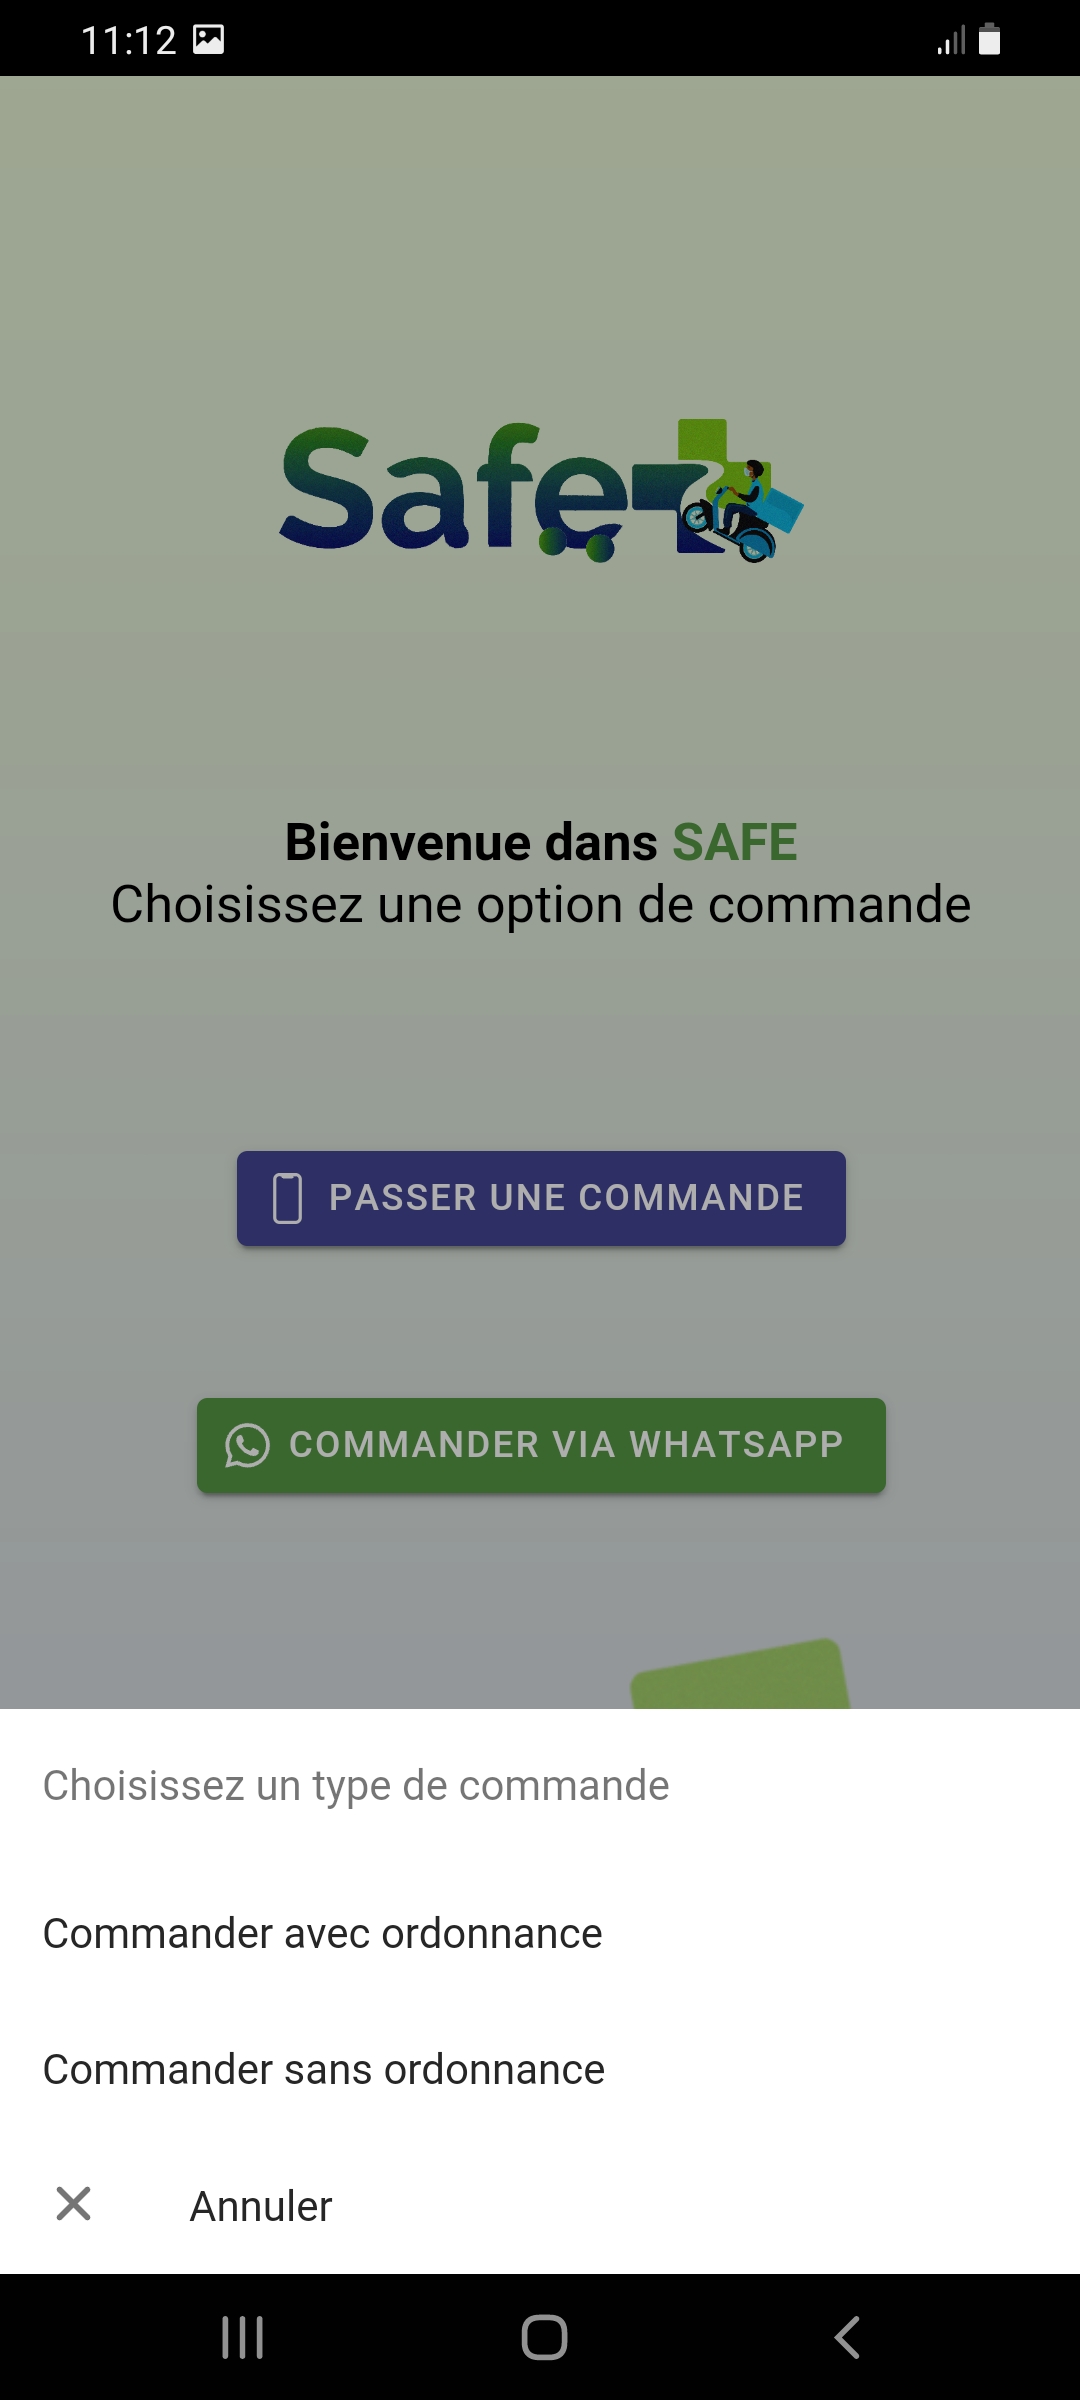 11:12
Safe
Bienvenue dans SAFE
Choisissez une option de commande
PASSER UNE COMMANDE
COMMANDER VIA WHATSAPP
Choisissez un type de commande
Commander avec ordonnance
Commander sans ordonnance
Annuler